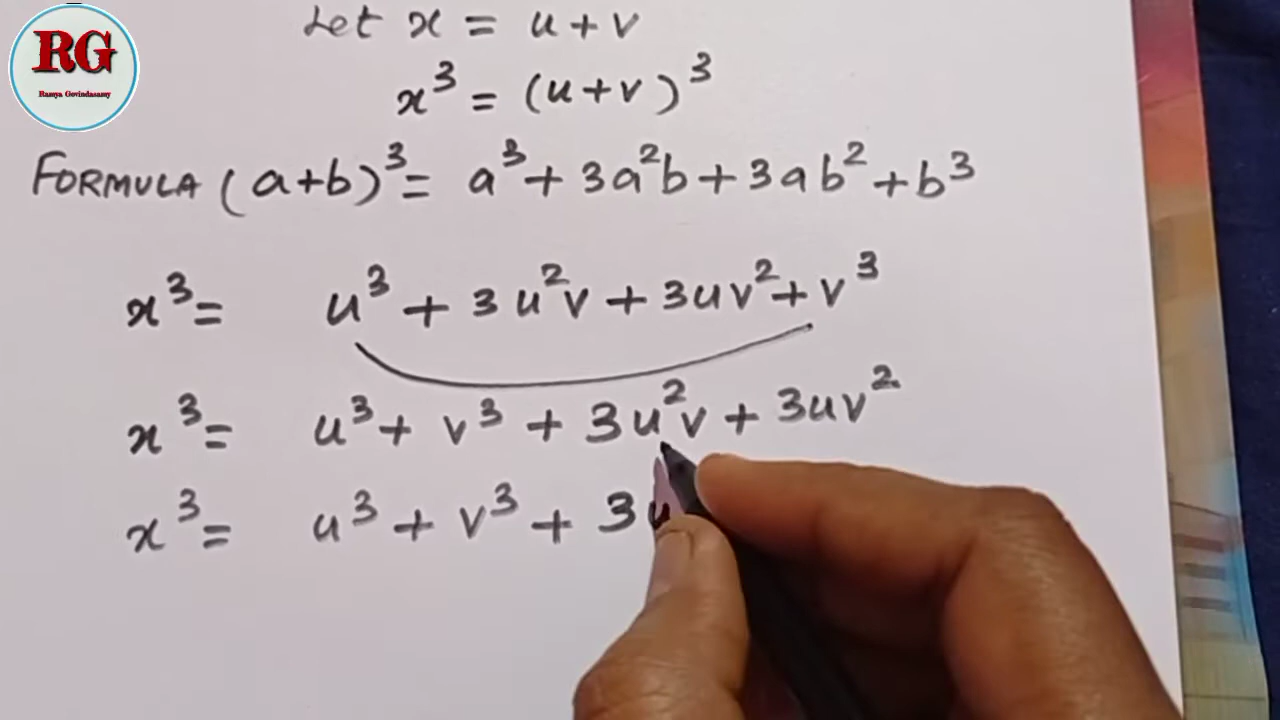 RG
Ramya Govindasamy
Let x = u + v
x³ = (u + v)³
FORMULA (a+b)³ = a³ + 3a²b + 3ab² + b³
x³ = u³ + 3u²v + 3uv² + v³
x³ = u³ + v³ + 3u²v + 3uv²
x³ = u³ + v³ + 3u